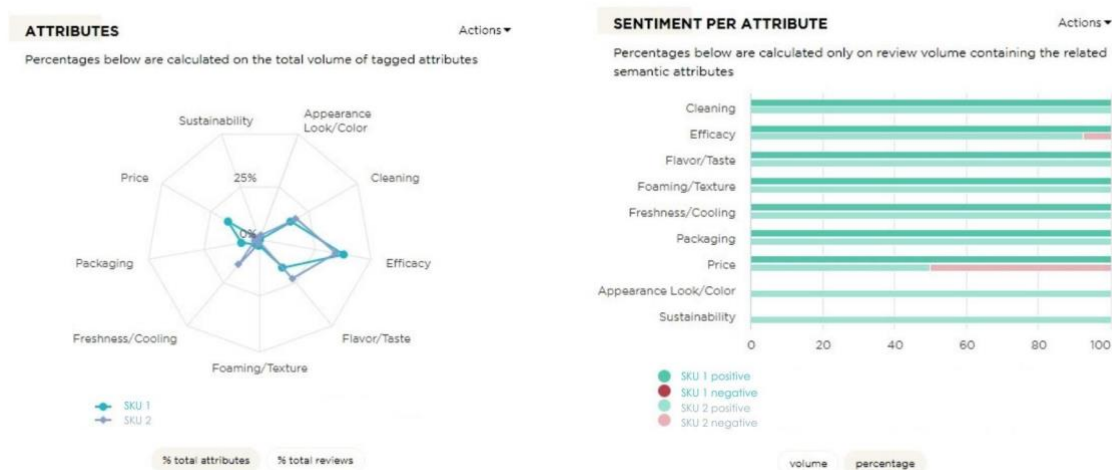 ATTRIBUTES
Actions▾
Percentages below are calculated on the total volume of tagged attributes
Sustainability
Appearance
Look/Color
Price
25%
Cleaning
0%
Packaging
Efficacy
Freshness/Cooling
Flavor/Taste
Foaming/Texture
SKU 1
SKU 2
% total attributes
% total reviews
SENTIMENT PER ATTRIBUTE
Actions▾
Percentages below are calculated only on review volume containing the related
semantic attributes
Cleaning
Efficacy
Flavor/Taste
Foaming/Texture
Freshness/Cooling
Packaging
Price
Appearance Look/Color
Sustainability
0 20 40 60 80 100
SKU 1 positive
SKU 1 negative
SKU 2 positive
SKU 2 negative
volume
percentage